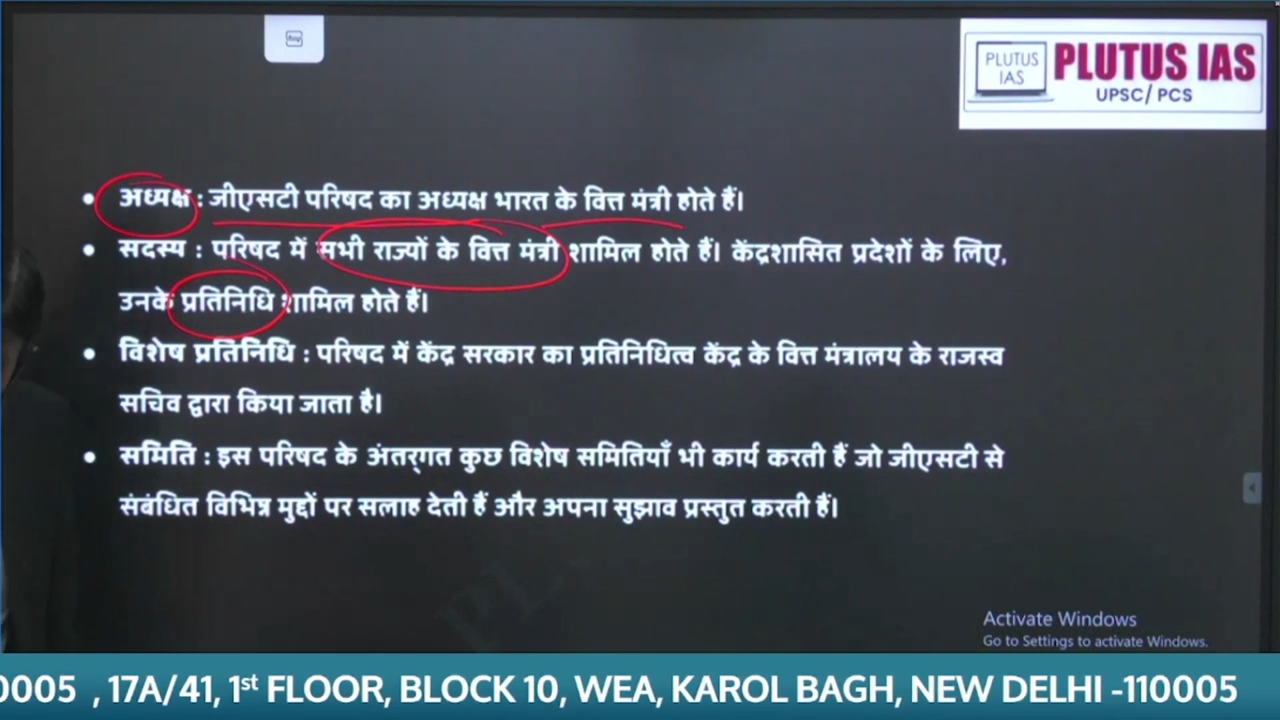 PLUTUS IAS
PLUTUS IAS
UPSC/ PCS
• अध्यक्ष : जीएसटी परिषद का अध्यक्ष भारत के वित्त मंत्री होते हैं।
• सदस्य : परिषद में सभी राज्यों के वित्त मंत्री शामिल होते हैं। केंद्रशासित प्रदेशों के लिए,
उनके प्रतिनिधि शामिल होते हैं।
• विशेष प्रतिनिधि : परिषद में केंद्र सरकार का प्रतिनिधित्व केंद्र के वित्त मंत्रालय के राजस्व
सचिव द्वारा किया जाता है।
• समिति : इस परिषद के अंतर्गत कुछ विशेष समितियाँ भी कार्य करती हैं जो जीएसटी से
संबंधित विभिन्न मुद्दों पर सलाह देती हैं और अपना सुझाव प्रस्तुत करती हैं।
Activate Windows
Go to Settings to activate Windows.
0005 , 17A/41, 1st FLOOR, BLOCK 10, WEA, KAROL BAGH, NEW DELHI -110005